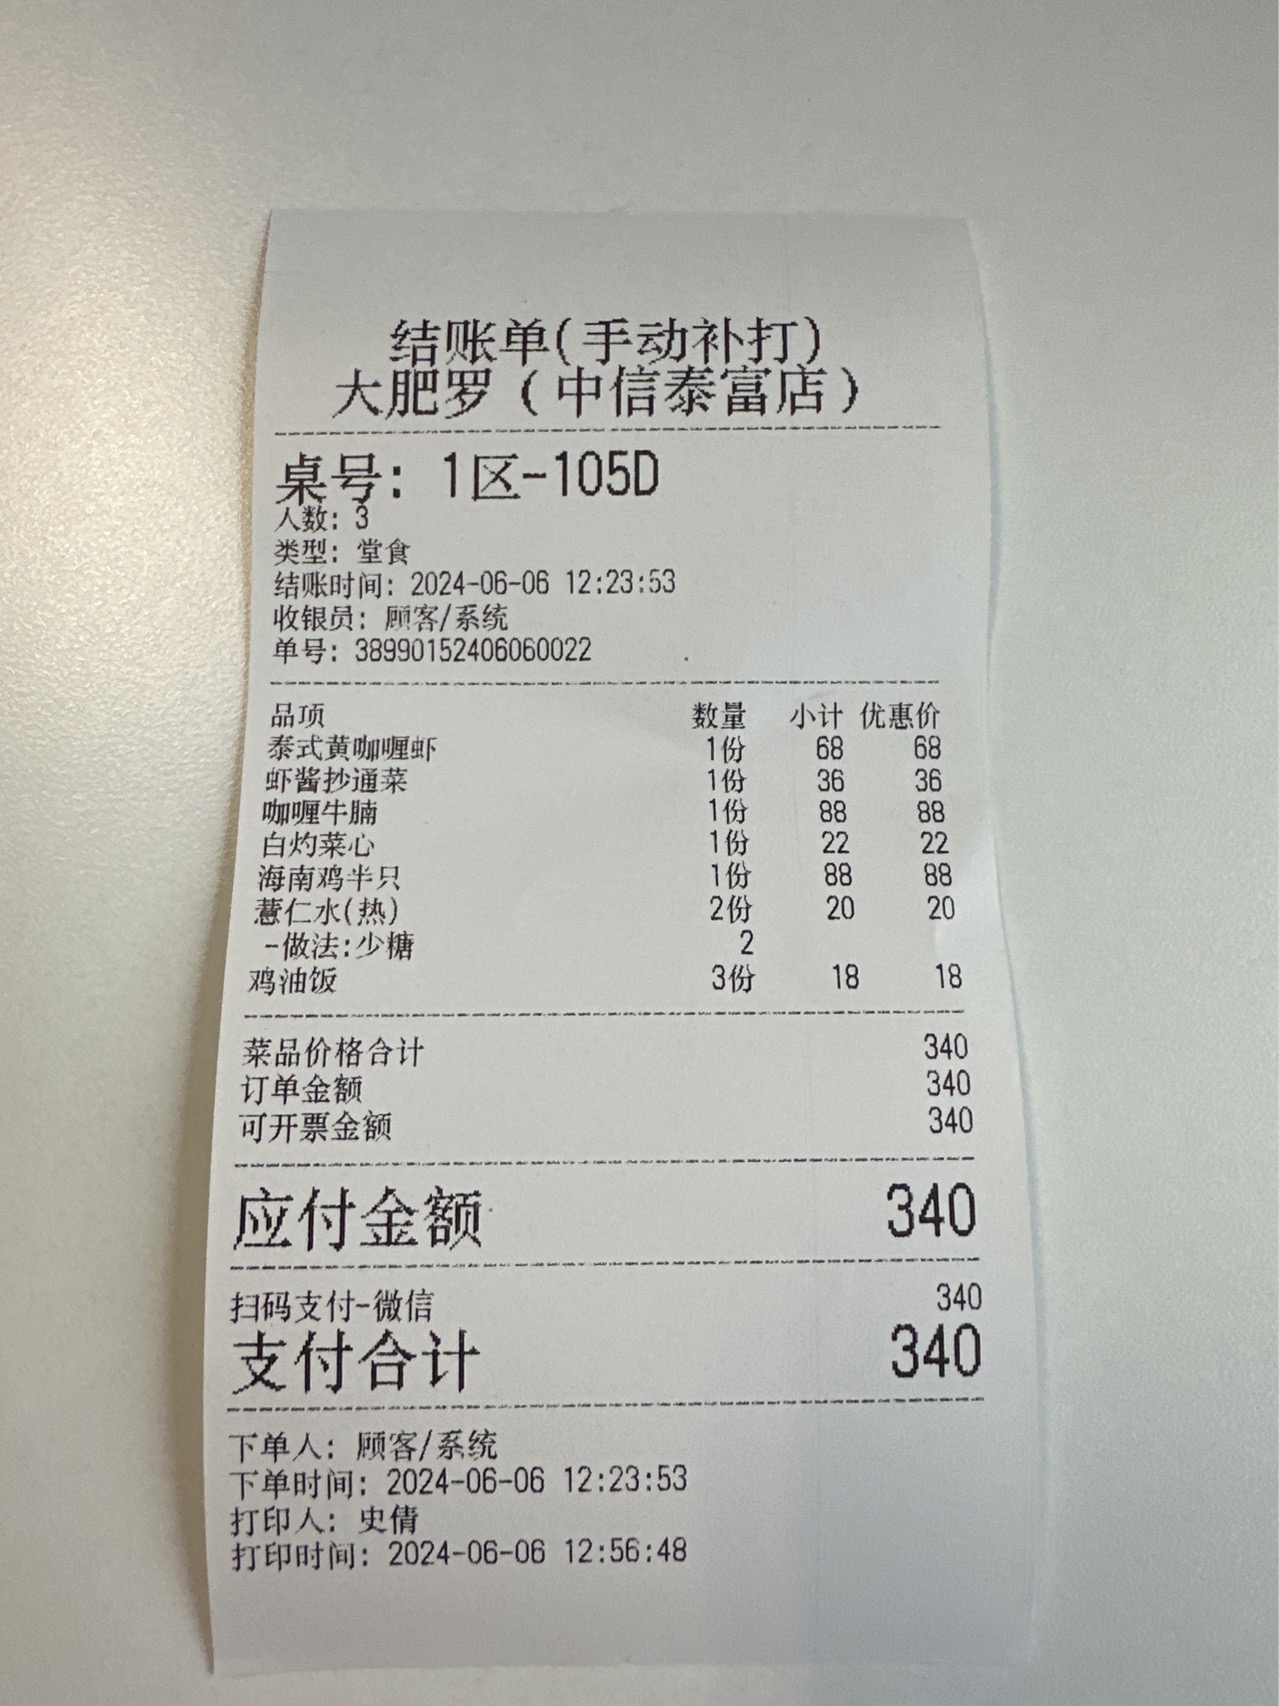 结账单(手动补打)
大肥罗（中信泰富店）
桌号: 1区-105D
人数: 3
类型: 堂食
结账时间: 2024-06-06 12:23:53
收银员: 顾客/系统
单号: 38990152406060022
品项 数量 小计 优惠价
泰式黄咖喱虾 1份 68 68
虾酱抄通菜 1份 36 36
咖喱牛腩 1份 88 88
白灼菜心 1份 22 22
海南鸡半只 1份 88 88
薏仁水(热) 2份 20 20
-做法:少糖 2
鸡油饭 3份 18 18
菜品价格合计 340
订单金额 340
可开票金额 340
应付金额 340
扫码支付-微信 340
支付合计 340
下单人: 顾客/系统
下单时间: 2024-06-06 12:23:53
打印人: 史倩
打印时间: 2024-06-06 12:56:48